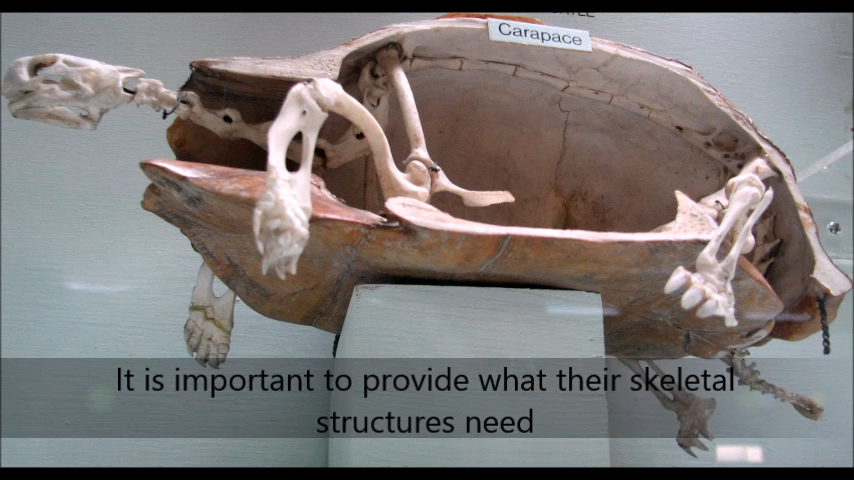 Carapace
It is important to provide what their skeletal
structures need